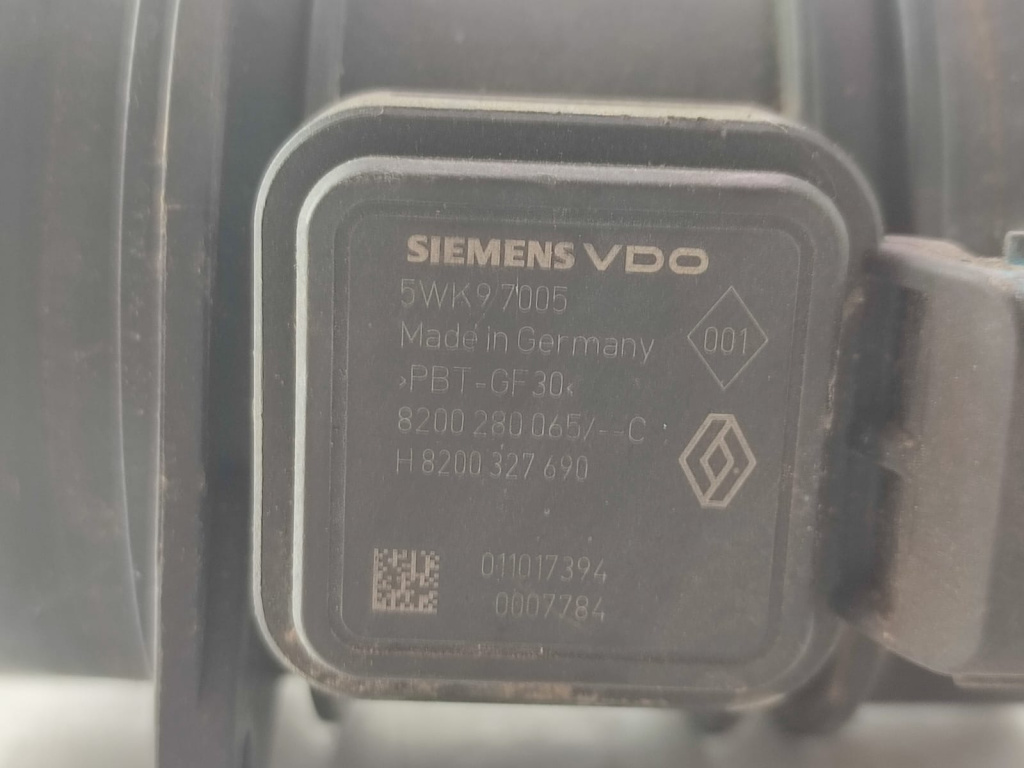 SIEMENS VDO
5WK9 7005
Made in Germany
001
>PBT-GF30<
8200 280 065/--C
H 8200 327 690
011017394
0007784